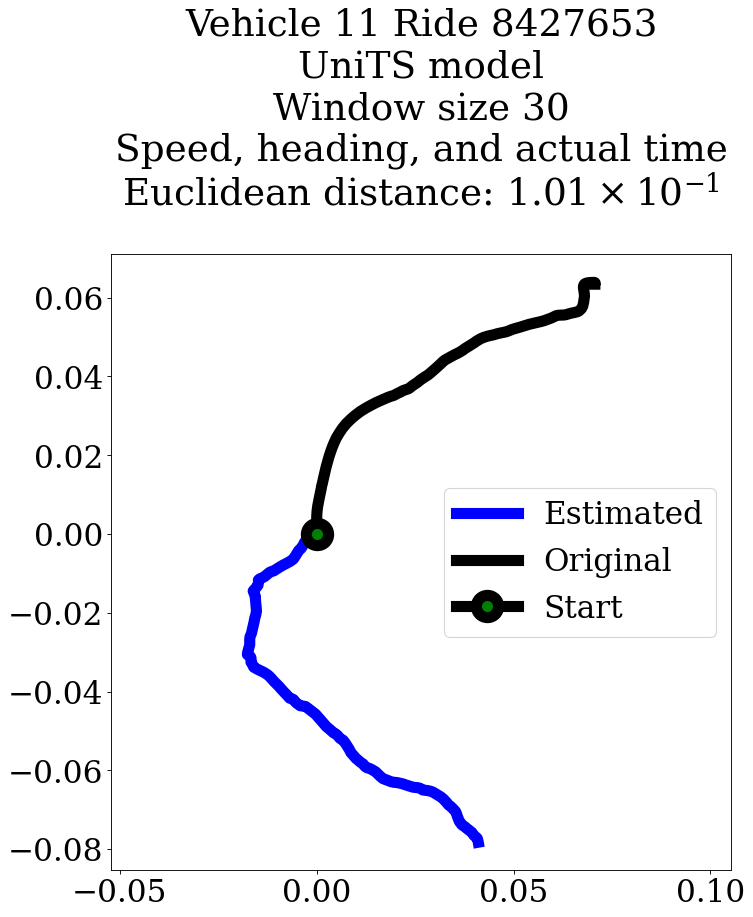 Vehicle 11 Ride 8427653
UniTS model
Window size 30
Speed, heading, and actual time
Euclidean distance: 1.01 × 10⁻¹
0.06
0.04
0.02
0.00
−0.02
−0.04
−0.06
−0.08
Estimated
Original
Start
−0.05
0.00
0.05
0.10